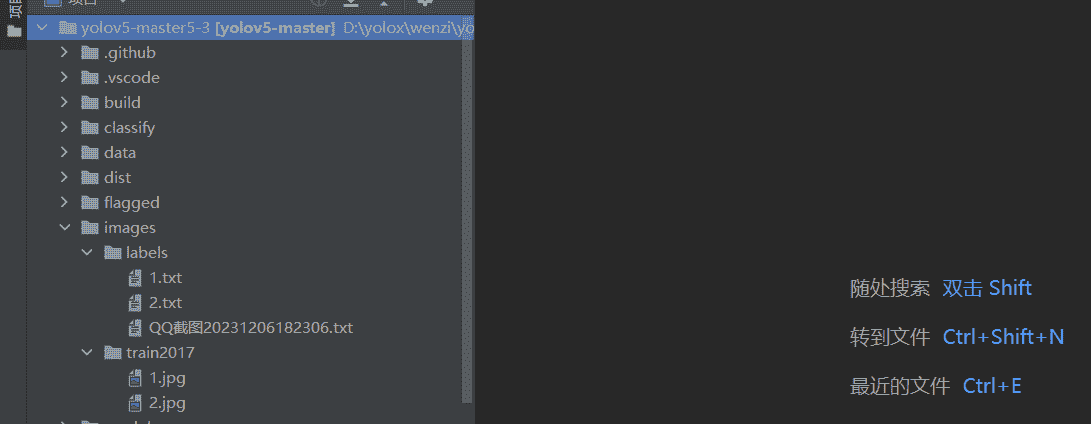 项目
yolov5-master5-3 [yolov5-master] D:\yolox\wenzi\yo
.github
.vscode
build
classify
data
dist
flagged
images
labels
1.txt
2.txt
QQ截图20231206182306.txt
train2017
1.jpg
2.jpg
随处搜索 双击 Shift
转到文件 Ctrl+Shift+N
最近的文件 Ctrl+E